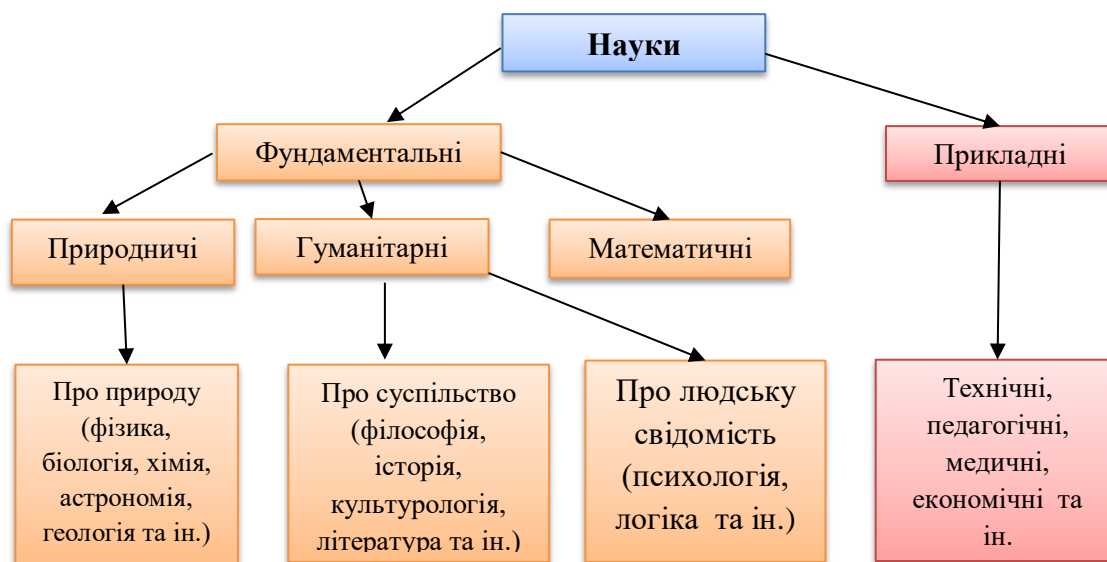 Науки
Фундаментальні
Прикладні
Природничі
Гуманітарні
Математичні
Про природу
(фізика,
біологія, хімія,
астрономія,
геологія та ін.)
Про суспільство
(філософія,
історія,
культурологія,
література та ін.)
Про людську
свідомість
(психологія,
логіка та ін.)
Технічні,
педагогічні,
медичні,
економічні та
ін.